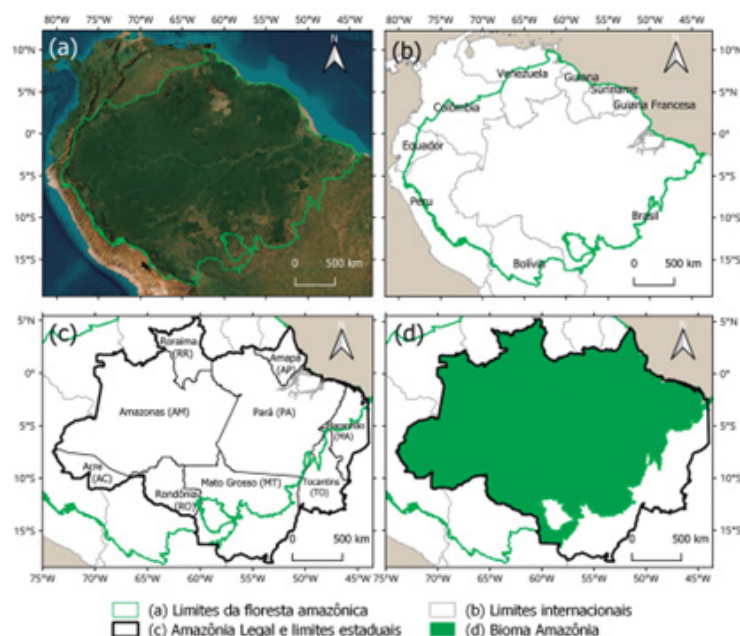 80°W 75°W 70°W 65°W 60°W 55°W 50°W 45°W
80°W 75°W 70°W 65°W 60°W 55°W 50°W 45°W
(a)
N
(b)
10°N
5°N
0°
5°S
10°S
15°S
10°N
5°N
0°
5°S
10°S
15°S
Venezuela
Guiana
Suriname
Guiana Francesa
Colombia
Equador
Peru
Brasil
Bolívia
0 500 km
0 500 km
(c)
(d)
5°N
0°
5°S
10°S
15°S
5°N
0°
5°S
10°S
15°S
Roraima
(RR)
Amapá
(AP)
Amazonas (AM)
Pará (PA)
Maranhão
(MA)
Acre
(AC)
Rondônia
(RO)
Mato Grosso (MT)
Tocantins
(TO)
0 500 km
0 500 km
75°W 70°W 65°W 60°W 55°W 50°W 45°W
75°W 70°W 65°W 60°W 55°W 50°W 45°W
(a) Limites da floresta amazônica
(b) Limites internacionais
(c) Amazônia Legal e limites estaduais
(d) Bioma Amazônia